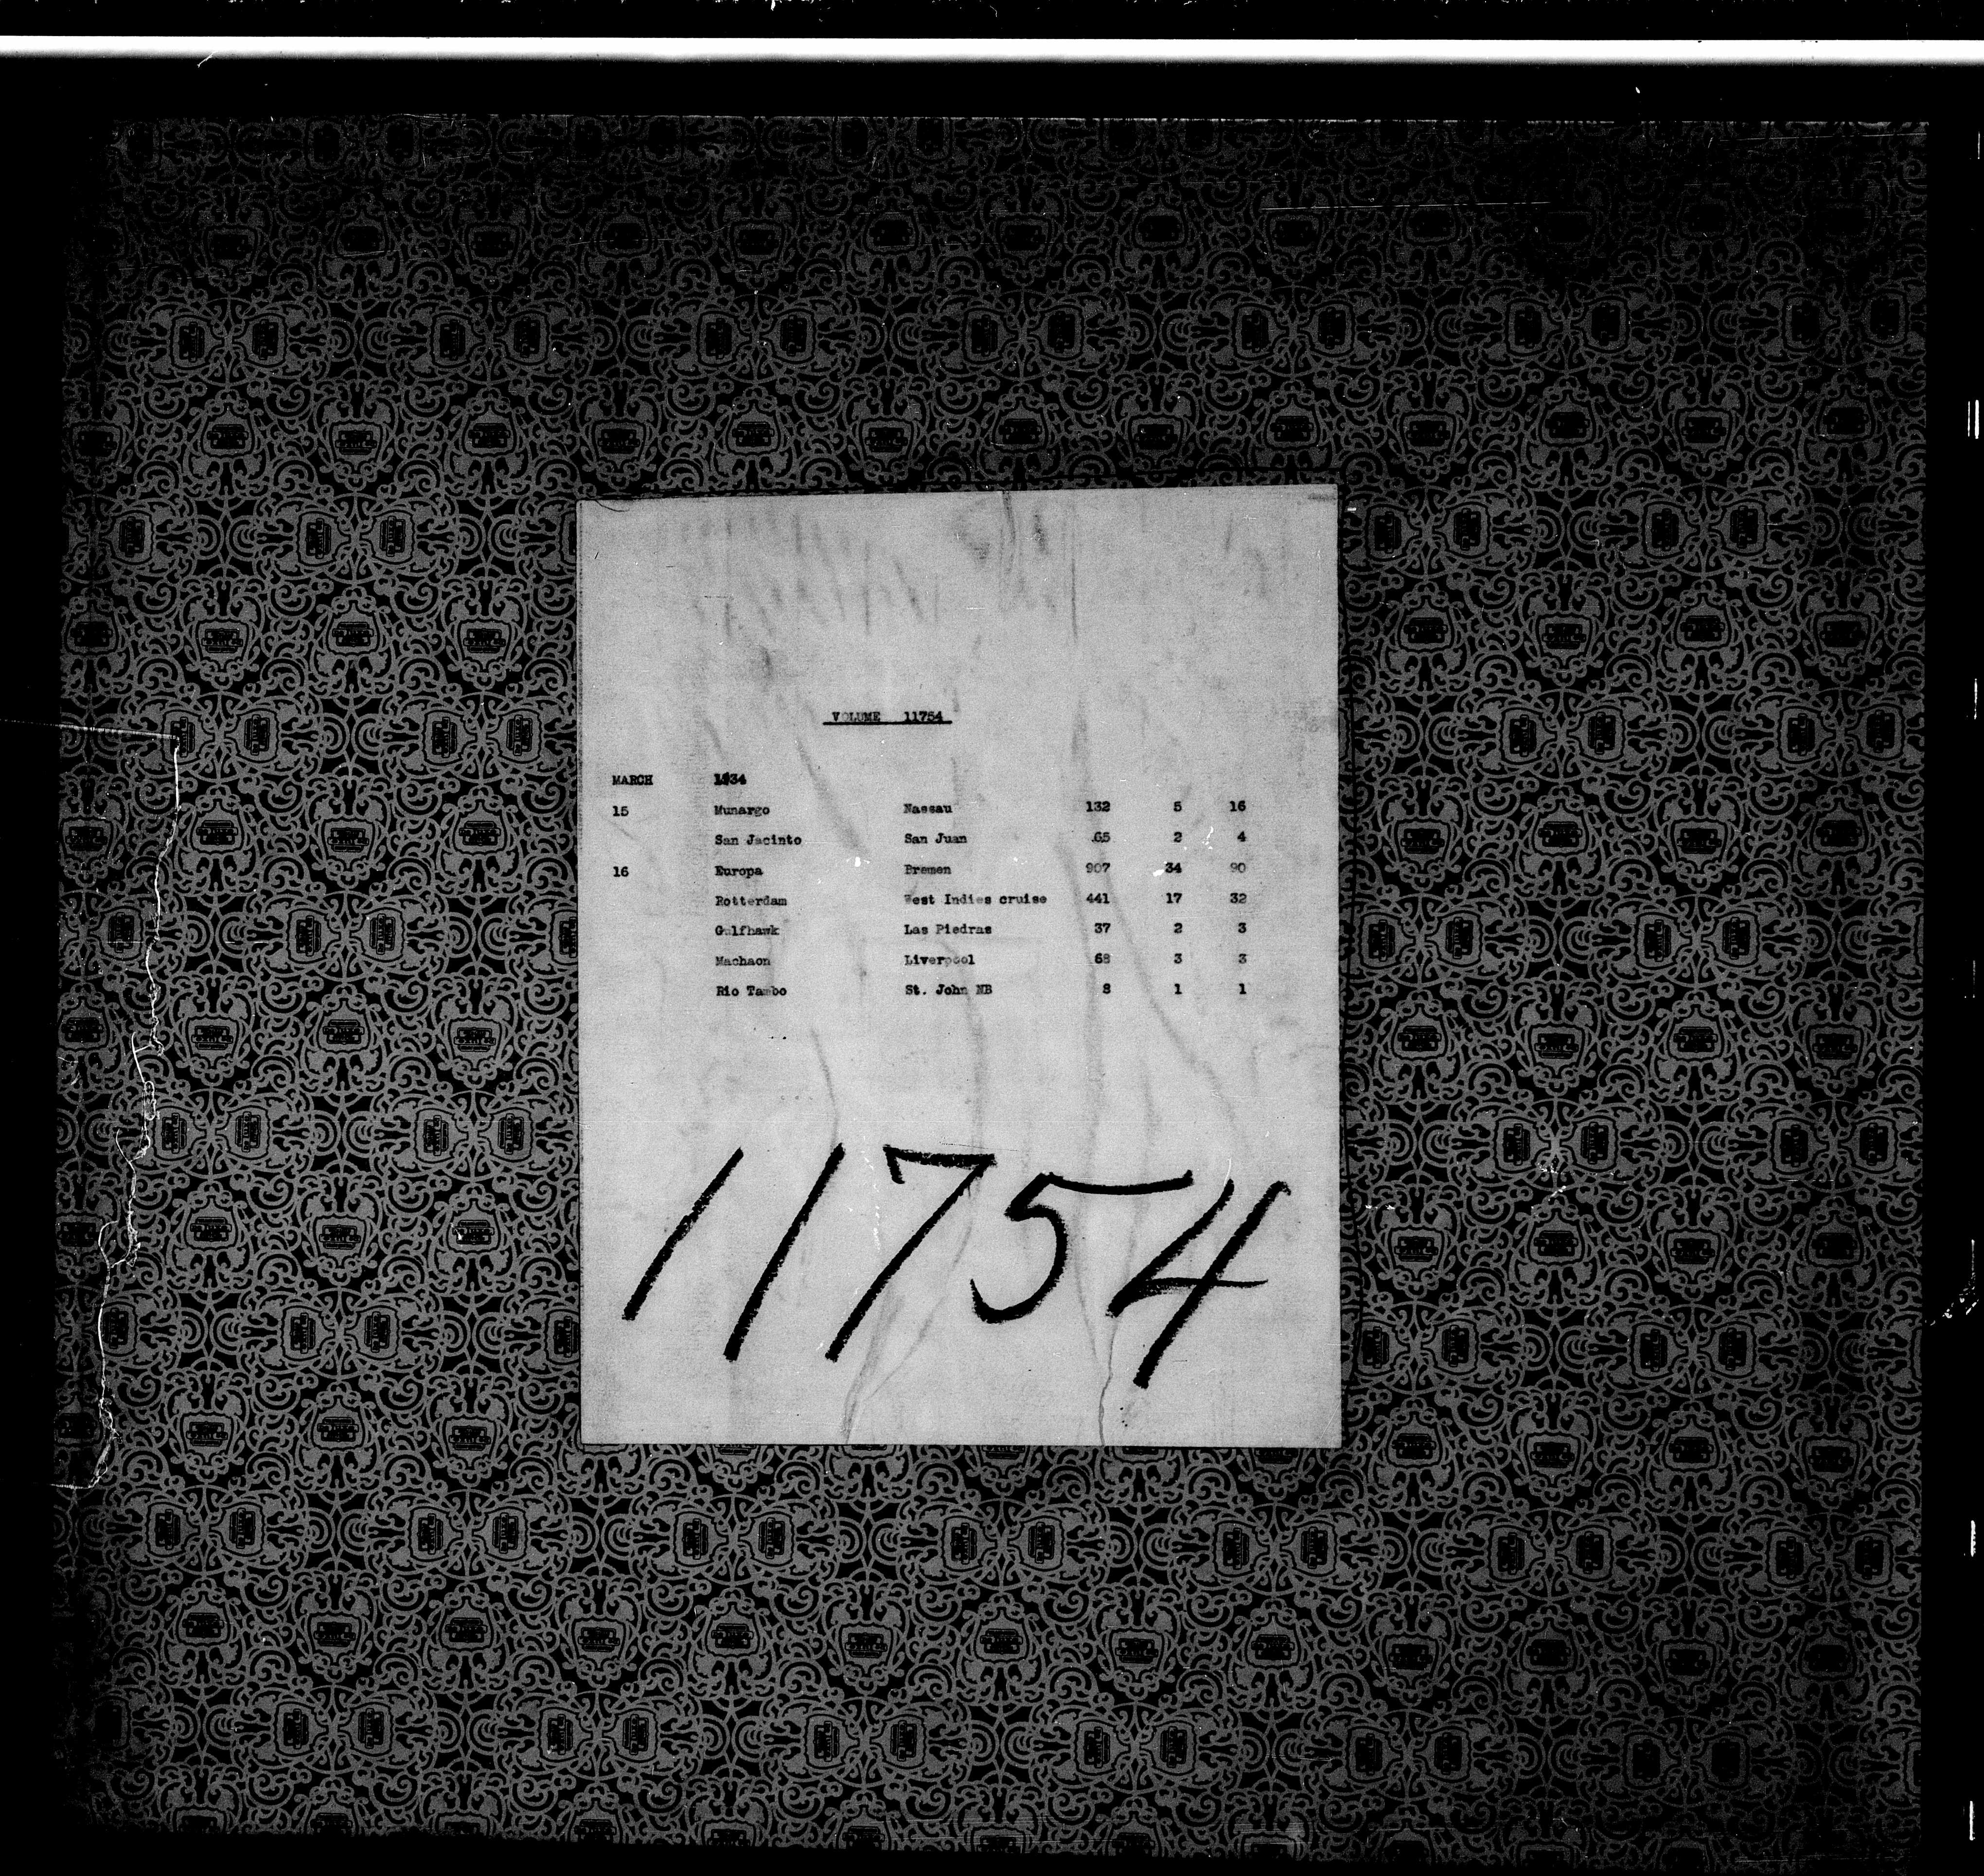 VOLUME 11754
MARCH 1934
15 Munargo Nassau 132 5 16
San Jacinto San Juan 65 2 4
16 Europa Bremen 907 34 90
Rotterdam West Indies cruise 441 17 32
Gulfhawk Las Piedras 37 2 3
Machaon Liverpool 68 3 3
Rio Tambo St. John NB 8 1 1
11754